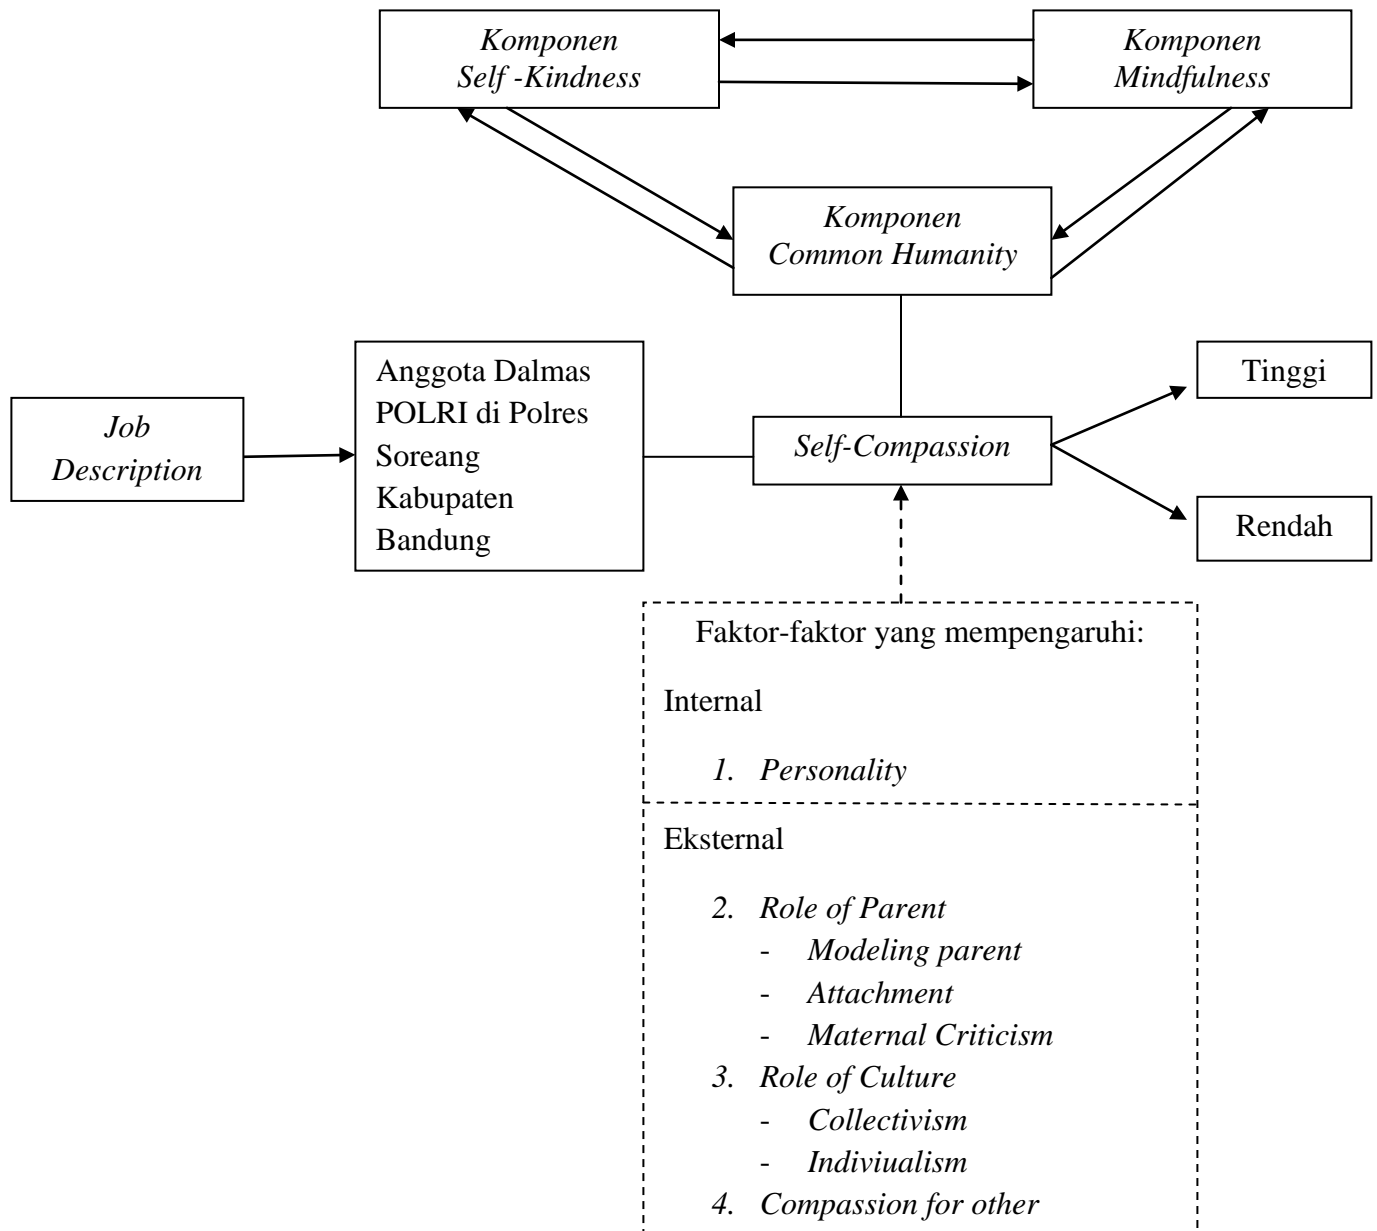 Komponen
Self -Kindness
Komponen
Mindfulness
Komponen
Common Humanity
Job
Description
Anggota Dalmas
POLRI di Polres
Soreang
Kabupaten
Bandung
Self-Compassion
Tinggi
Rendah
Faktor-faktor yang mempengaruhi:
Internal
1. Personality
Eksternal
2. Role of Parent
- Modeling parent
- Attachment
- Maternal Criticism
3. Role of Culture
- Collectivism
- Indiviualism
4. Compassion for other